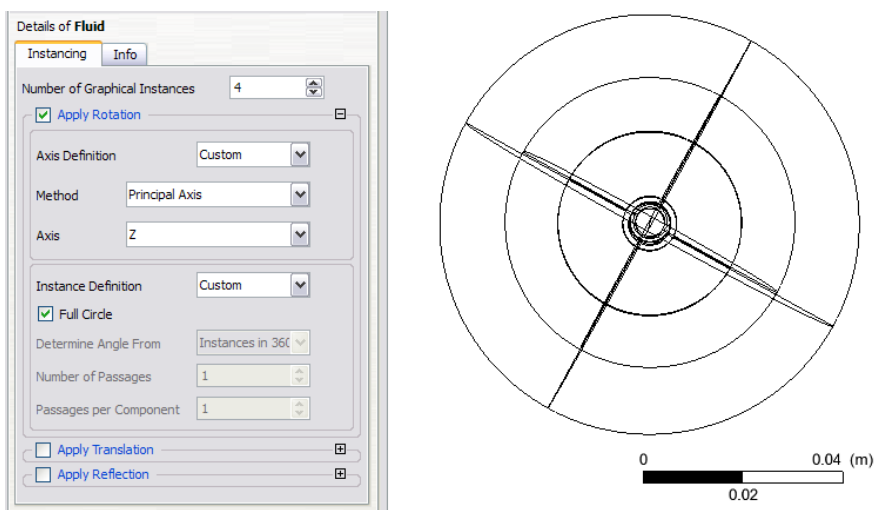 Details of Fluid
Instancing Info
Number of Graphical Instances 4
Apply Rotation
Axis Definition Custom
Method Principal Axis
Axis Z
Instance Definition Custom
Full Circle
Determine Angle From Instances in 360
Number of Passages 1
Passages per Component 1
Apply Translation
Apply Reflection
0 0.04 (m)
0.02